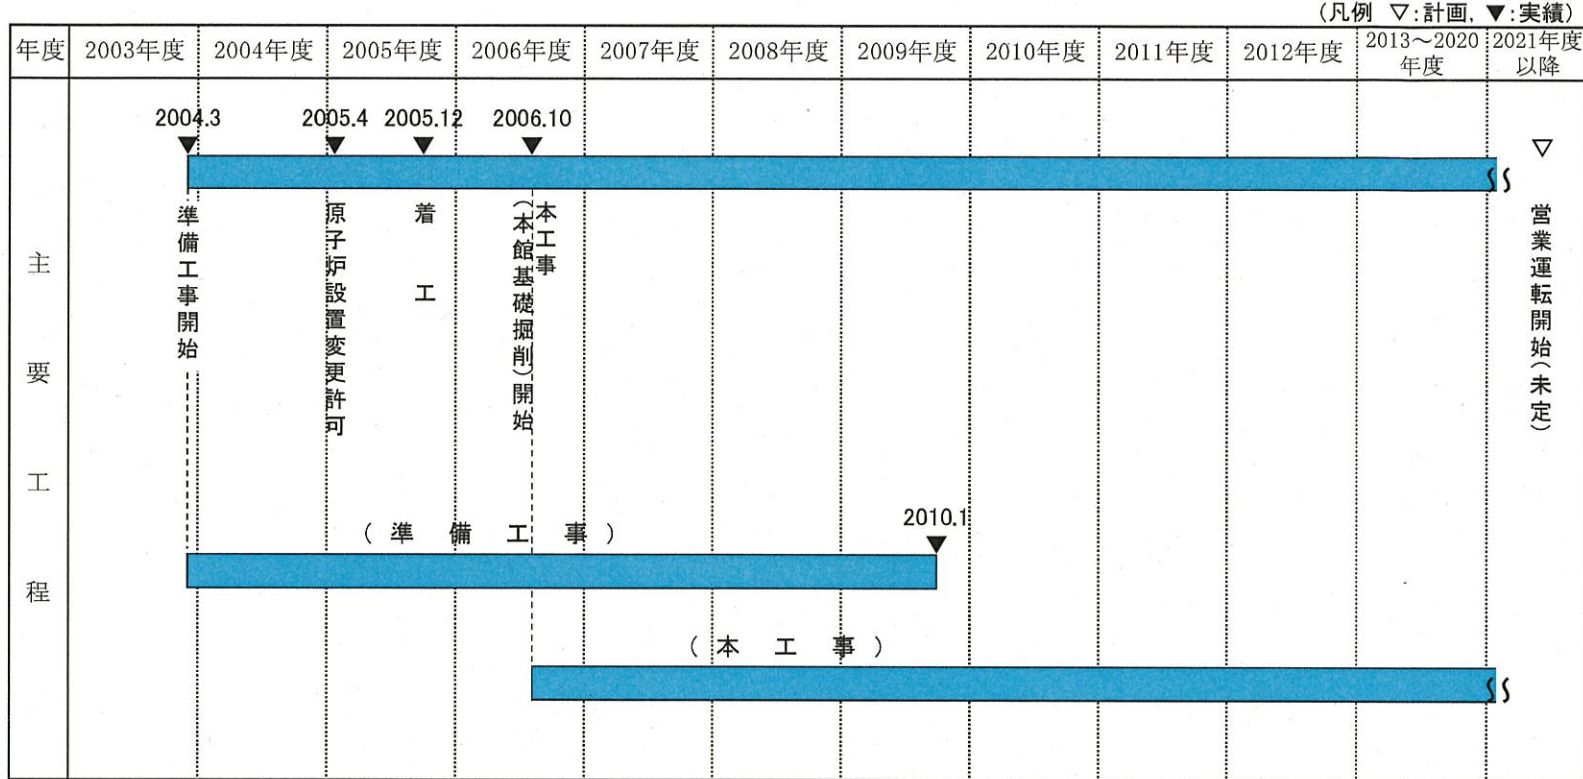 (凡例 ▽:計画, ▼:実績)
年度
2003年度
2004年度
2005年度
2006年度
2007年度
2008年度
2009年度
2010年度
2011年度
2012年度
2013～2020
年度
2021年度
以降
主要工程
2004.3
▼
2005.4
▼
2005.12
▼
2006.10
▼
▽
準備工事開始
原子炉設置変更許可
着工
本工事
(本館基礎掘削)開始
営業運転開始(未定)
(準備工事)
2010.1
▼
(本工事)